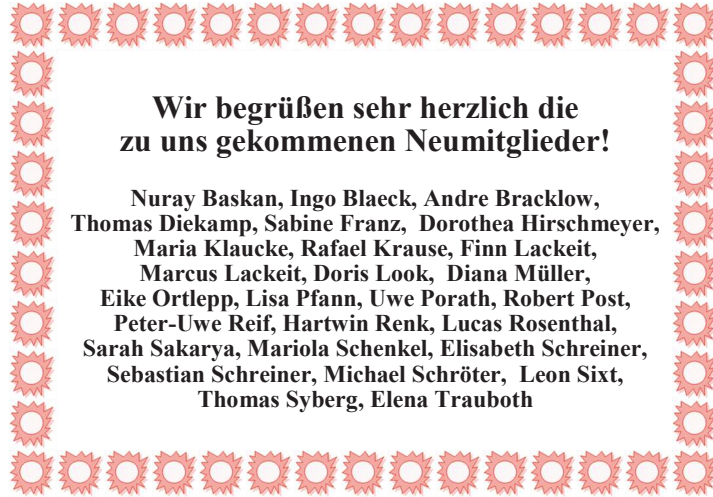 Wir begrüßen sehr herzlich die
zu uns gekommenen Neumitglieder!
Nuray Baskan, Ingo Blaeck, Andre Bracklow,
Thomas Diekamp, Sabine Franz, Dorothea Hirschmeyer,
Maria Klaucke, Rafael Krause, Finn Lackeit,
Marcus Lackeit, Doris Look, Diana Müller,
Eike Ortlepp, Lisa Pfann, Uwe Porath, Robert Post,
Peter-Uwe Reif, Hartwin Renk, Lucas Rosenthal,
Sarah Sakarya, Mariola Schenkel, Elisabeth Schreiner,
Sebastian Schreiner, Michael Schröter, Leon Sixt,
Thomas Syberg, Elena Trauboth